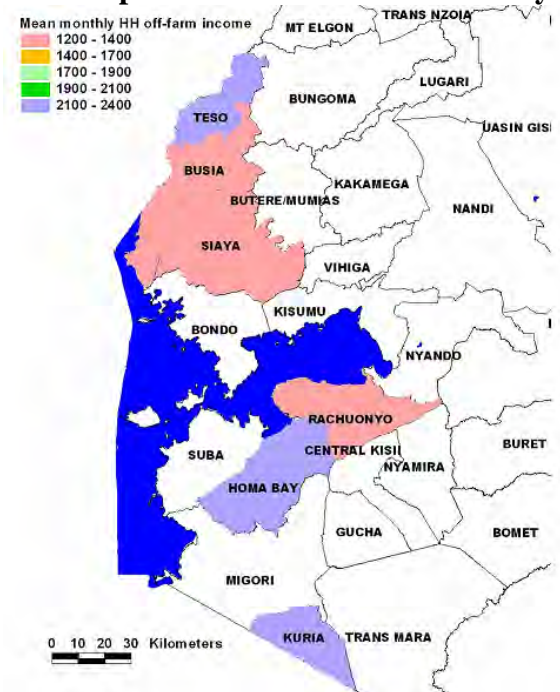 Mean monthly HH off-farm income
1200 - 1400
1400 - 1700
1700 - 1900
1900 - 2100
2100 - 2400
TRANS NZOIA
MT ELGON
LUGARI
BUNGOMA
TESO
UASIN GIS
BUSIA
KAKAMEGA
BUTERE/MUMIAS
NANDI
SIAYA
VIHIGA
KISUMU
BONDO
NYANDO
RACHUONYO
BURET
CENTRAL KISII
SUBA
NYAMIRA
HOMA BAY
GUCHA
BOMET
MIGORI
KURIA
TRANS MARA
0 10 20 30 Kilometers